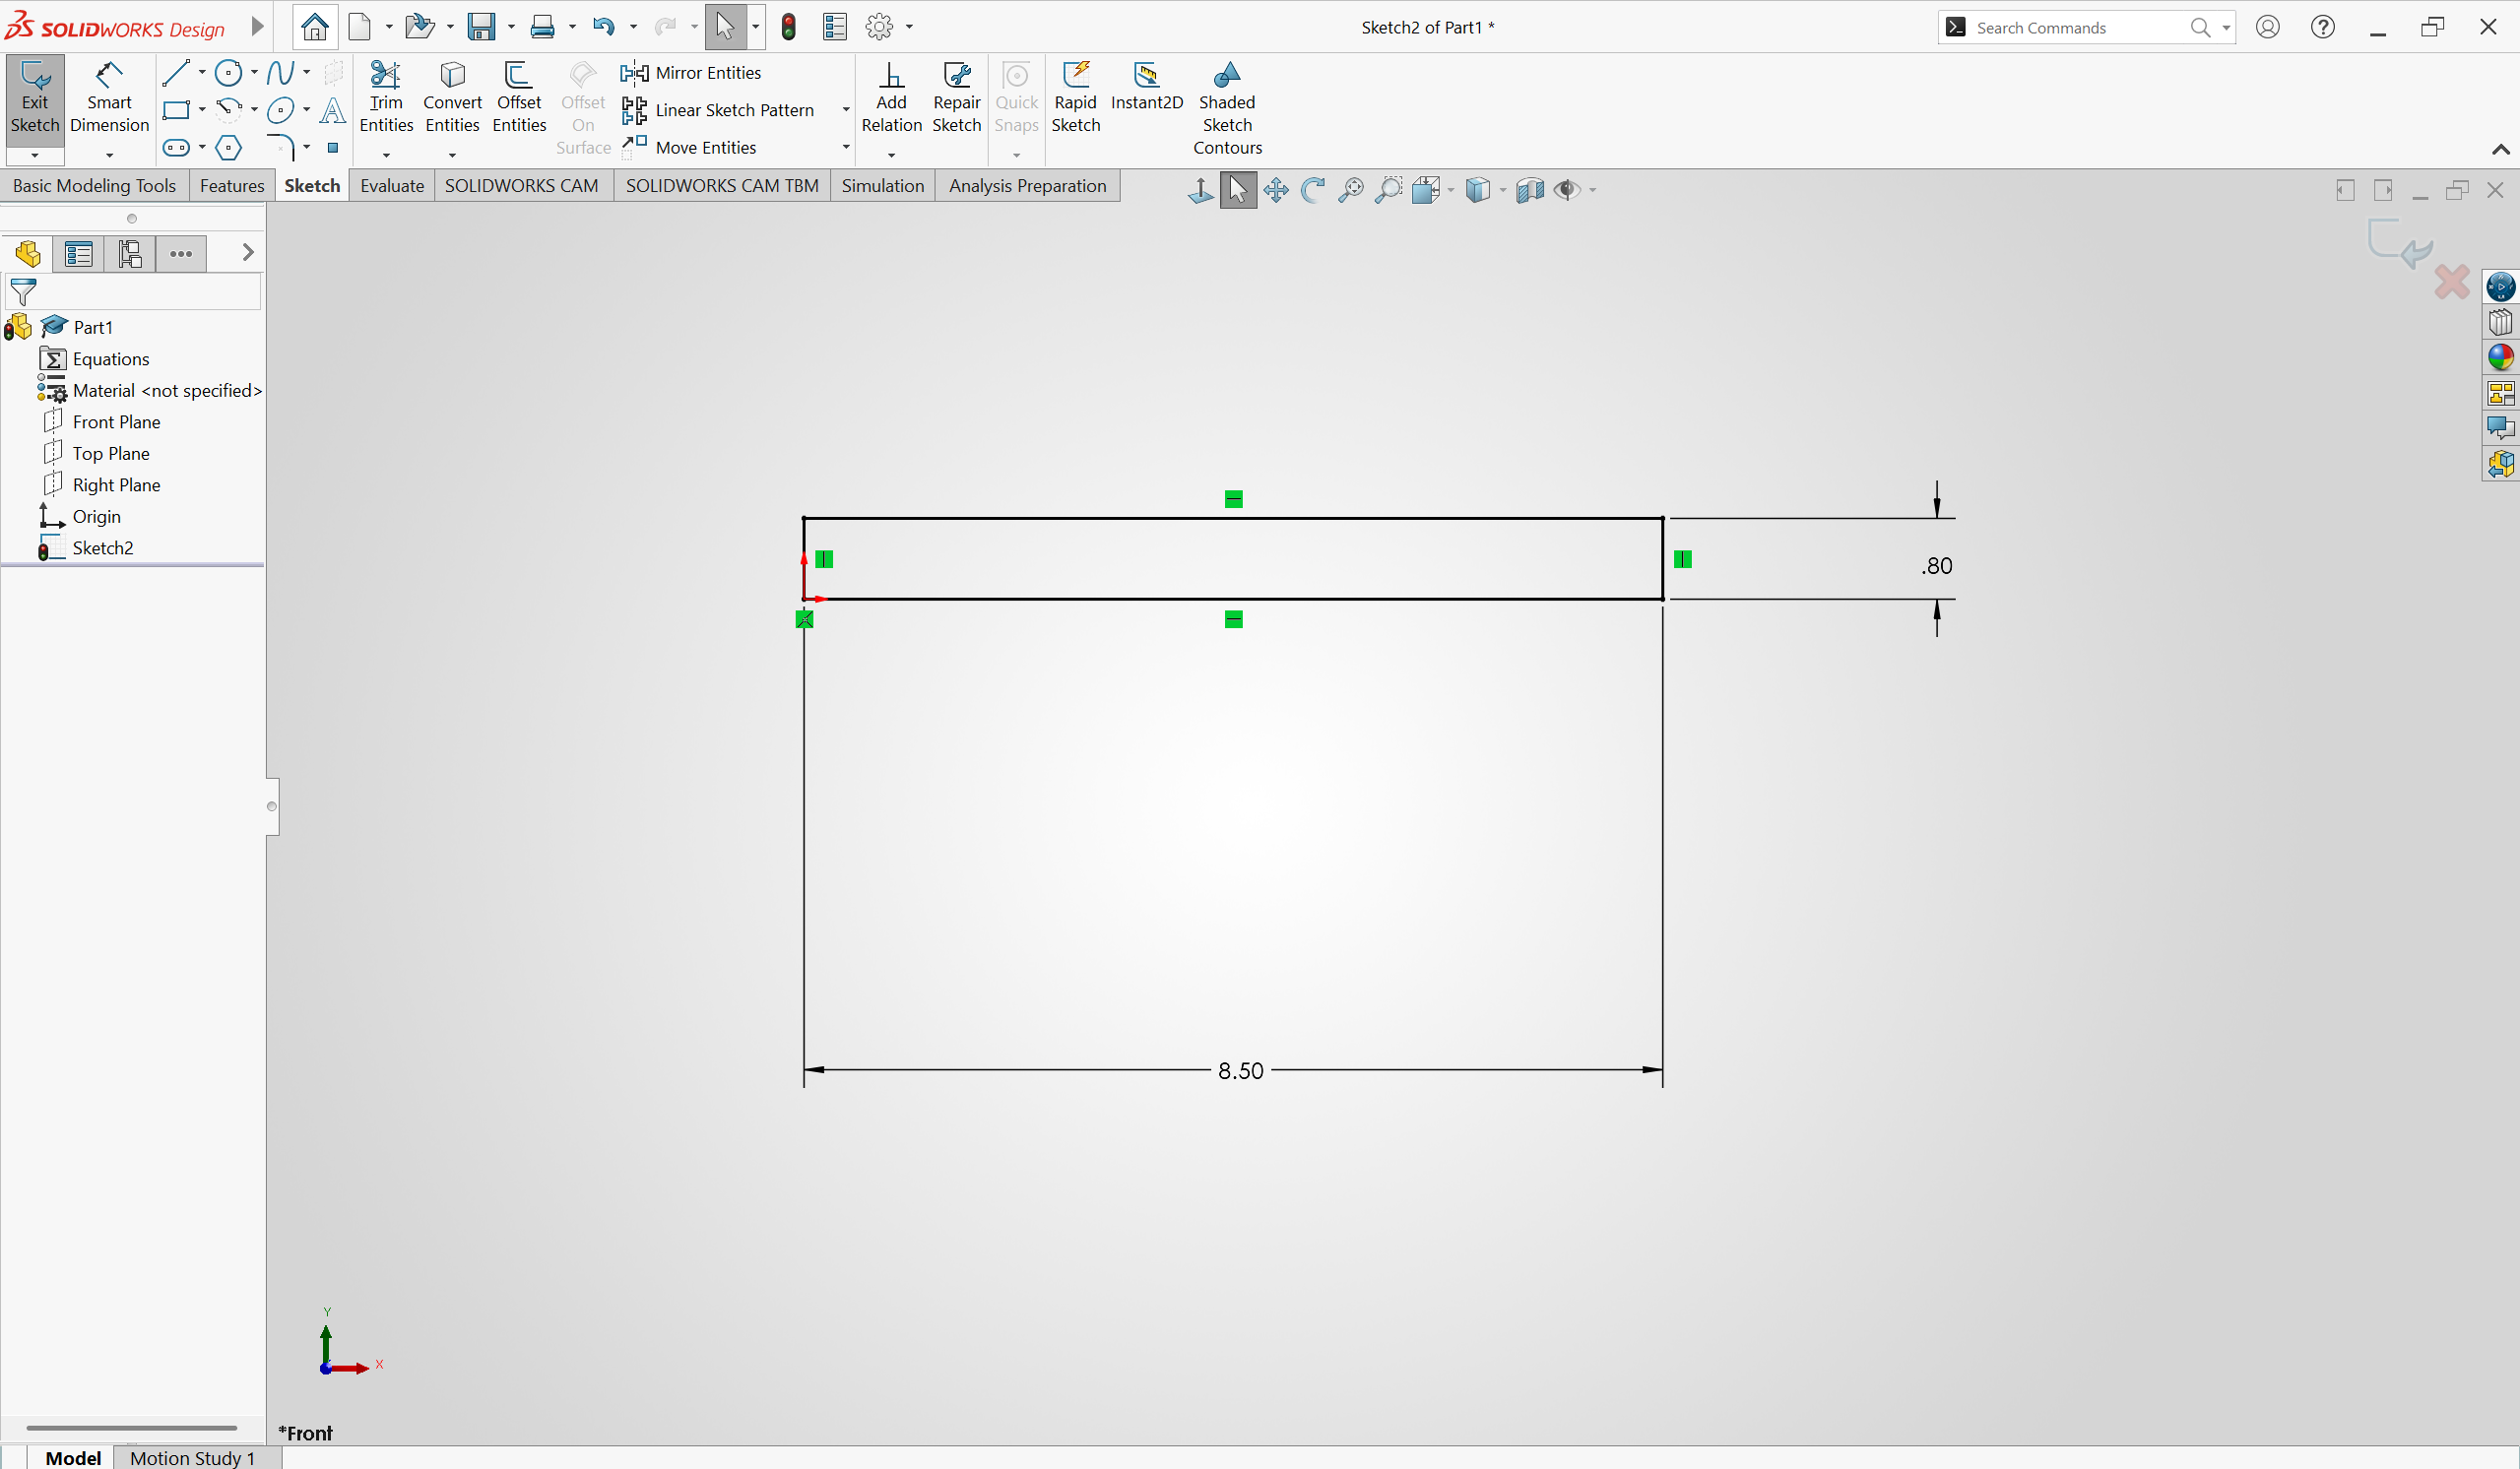 SOLIDWORKS Design
Sketch2 of Part1 *
Search Commands
Exit Sketch
Smart Dimension
Trim Entities
Convert Entities
Offset Entities
Offset On Surface
Mirror Entities
Linear Sketch Pattern
Move Entities
Add Relation
Repair Sketch
Quick Snaps
Rapid Sketch
Instant2D
Shaded Sketch Contours
Basic Modeling Tools
Features
Sketch
Evaluate
SOLIDWORKS CAM
SOLIDWORKS CAM TBM
Simulation
Analysis Preparation
Part1
Equations
Material <not specified>
Front Plane
Top Plane
Right Plane
Origin
Sketch2
.80
8.50
Y
X
*Front
Model
Motion Study 1